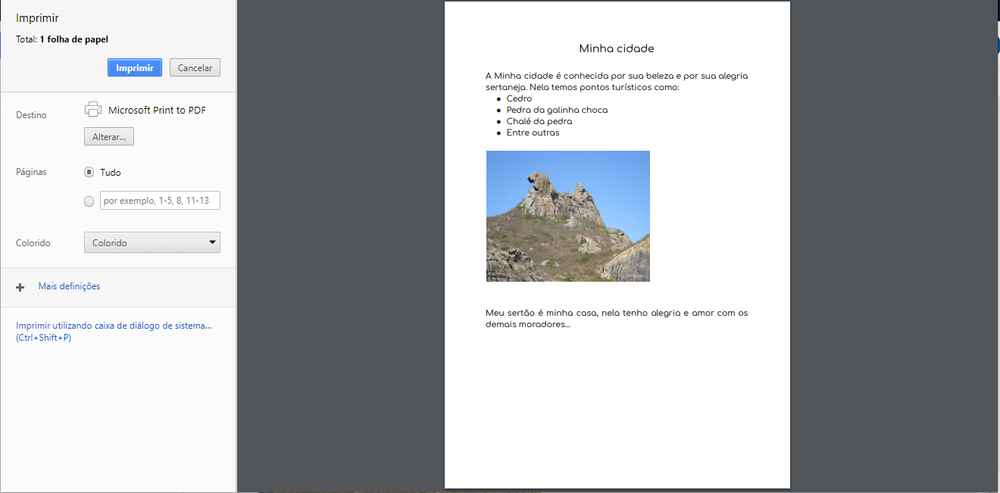 Imprimir
Total: 1 folha de papel
Imprimir
Cancelar
Destino
Microsoft Print to PDF
Alterar...
Páginas
Tudo
por exemplo, 1-5, 8, 11-13
Colorido
Colorido
Mais definições
Imprimir utilizando caixa de diálogo de sistema...
(Ctrl+Shift+P)
Minha cidade
A Minha cidade é conhecida por sua beleza e por sua alegria
sertaneja. Nela temos pontos turísticos como:
● Cedro
● Pedra da galinha choca
● Chalé da pedra
● Entre outras
Meu sertão é minha casa, nela tenho alegria e amor com os
demais moradores...